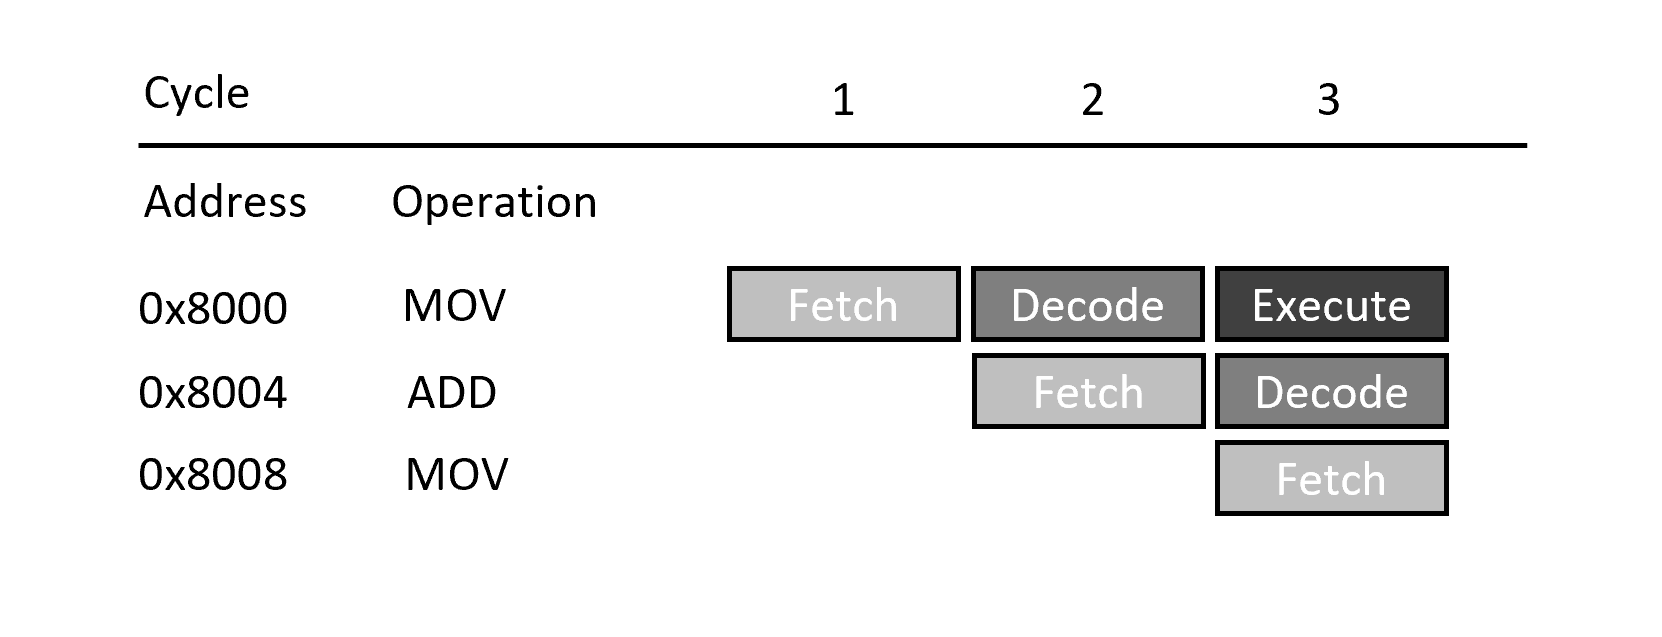 Cycle 1 2 3
Address Operation
0x8000 MOV Fetch Decode Execute
0x8004 ADD Fetch Decode
0x8008 MOV Fetch